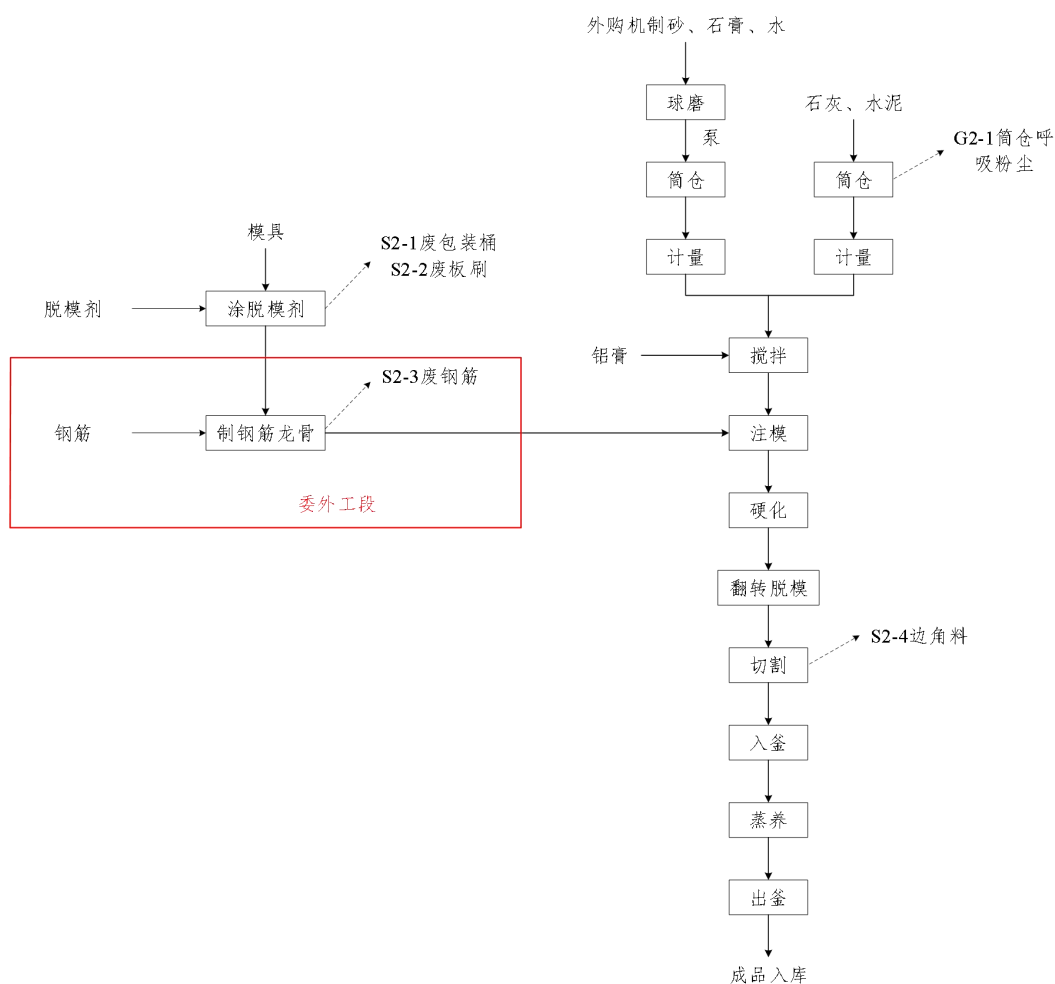 外购机制砂、石膏、水
球磨
石灰、水泥
泵
G2-1筒仓呼
吸粉尘
筒仓
筒仓
模具
S2-1废包装桶
S2-2废板刷
计量
计量
脱模剂
涂脱模剂
铝膏
搅拌
S2-3废钢筋
钢筋
制钢筋龙骨
注模
委外工段
硬化
翻转脱模
S2-4边角料
切割
入釜
蒸养
出釜
成品入库